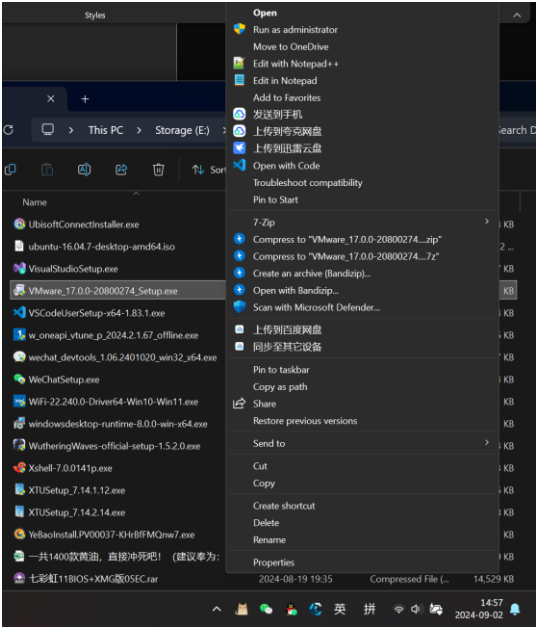 Styles
Open
Run as administrator
Move to OneDrive
Edit with Notepad++
Edit in Notepad
Add to Favorites
发送到手机
上传到夸克网盘
上传到迅雷云盘
Open with Code
Troubleshoot compatibility
Pin to Start
7-Zip
Compress to "VMware_17.0.0-20800274....zip"
Compress to "VMware_17.0.0-20800274....7z"
Create an archive (Bandizip)...
Open with Bandizip...
Scan with Microsoft Defender...
上传到百度网盘
同步至其它设备
Pin to taskbar
Copy as path
Share
Restore previous versions
Send to
Cut
Copy
Create shortcut
Delete
Rename
Properties
This PC
Storage (E:)
Search D
Sort
Name
UbisoftConnectInstaller.exe
KB
ubuntu-16.04.7-desktop-amd64.iso
2 ...
VisualStudioSetup.exe
KB
VMware_17.0.0-20800274_Setup.exe
KB
VSCodeUserSetup-x64-1.83.1.exe
KB
w_oneapi_vtune_p_2024.2.1.67_offline.exe
KB
wechat_devtools_1.06.2401020_win32_x64.exe
KB
WeChatSetup.exe
KB
WiFi-22.240.0-Driver64-Win10-Win11.exe
KB
windowsdesktop-runtime-8.0.0-win-x64.exe
KB
WutheringWaves-official-setup-1.5.2.0.exe
KB
Xshell-7.0.0141p.exe
KB
XTUSetup_7.14.1.12.exe
KB
XTUSetup_7.14.2.14.exe
KB
YeBaoInstall.PV00037-KHrBfFMQnw7.exe
KB
一共1400款黄油，直接冲死吧！（建议奉为：
KB
七彩虹11BIOS+XMG版05EC.rar
2024-08-19 19:35
Compressed File (...
14,529 KB
英
拼
14:57
2024-09-02